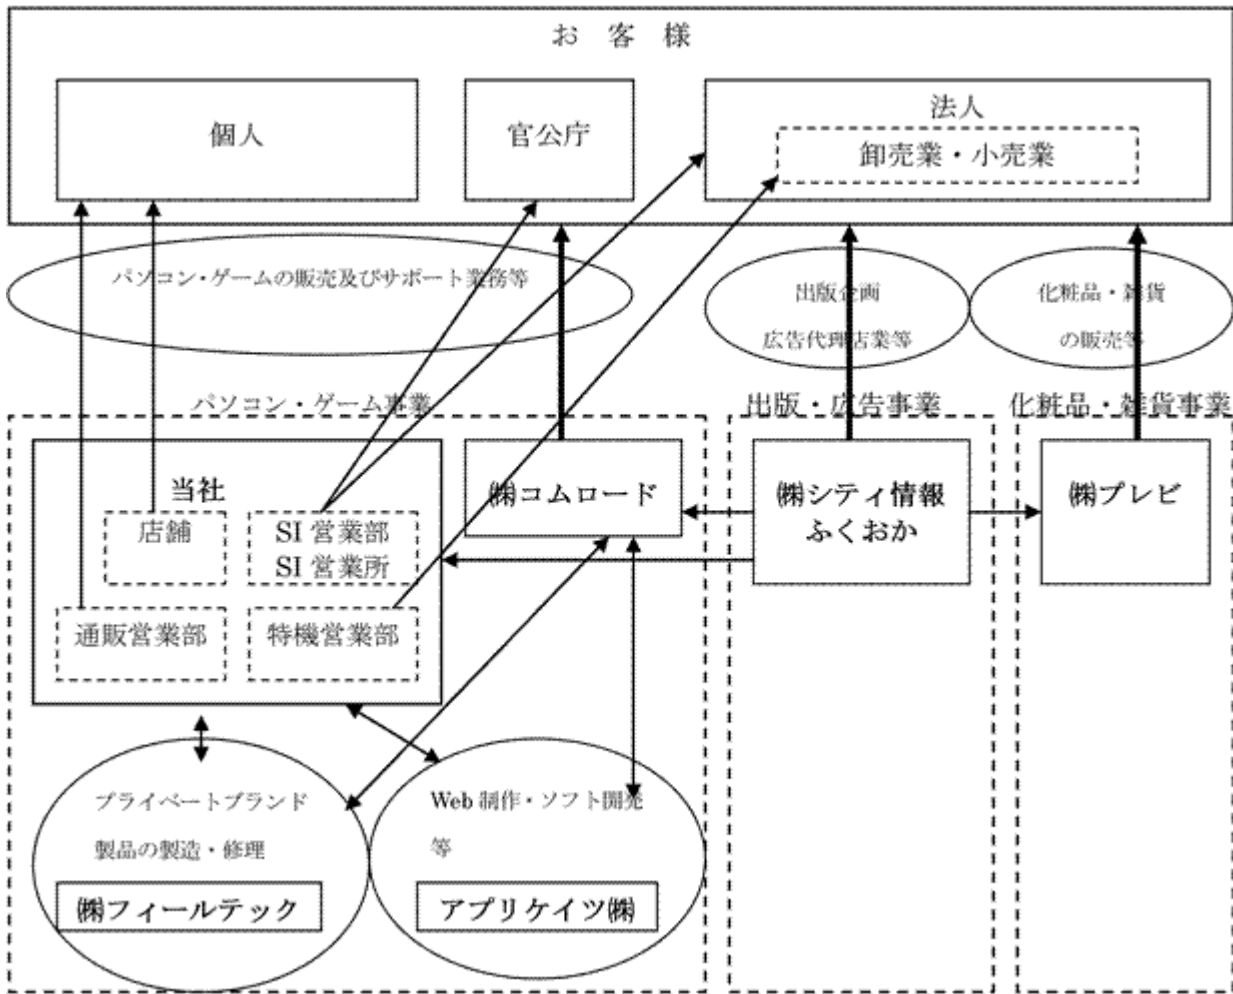 お 客 様
個人
官公庁
法人
卸売業・小売業
パソコン・ゲームの販売及びサポート業務等
出版企画
広告代理店業等
化粧品・雑貨
の販売等
パソコン・ゲーム事業
出版・広告事業
化粧品・雑貨事業
当社
店舗
SI 営業部
SI 営業所
通販営業部
特機営業部
㈱コムロード
㈱シティ情報
ふくおか
㈱プレビ
プライベートブランド
製品の製造・修理
㈱フィールテック
Web 制作・ソフト開発
等
アプリケイツ㈱